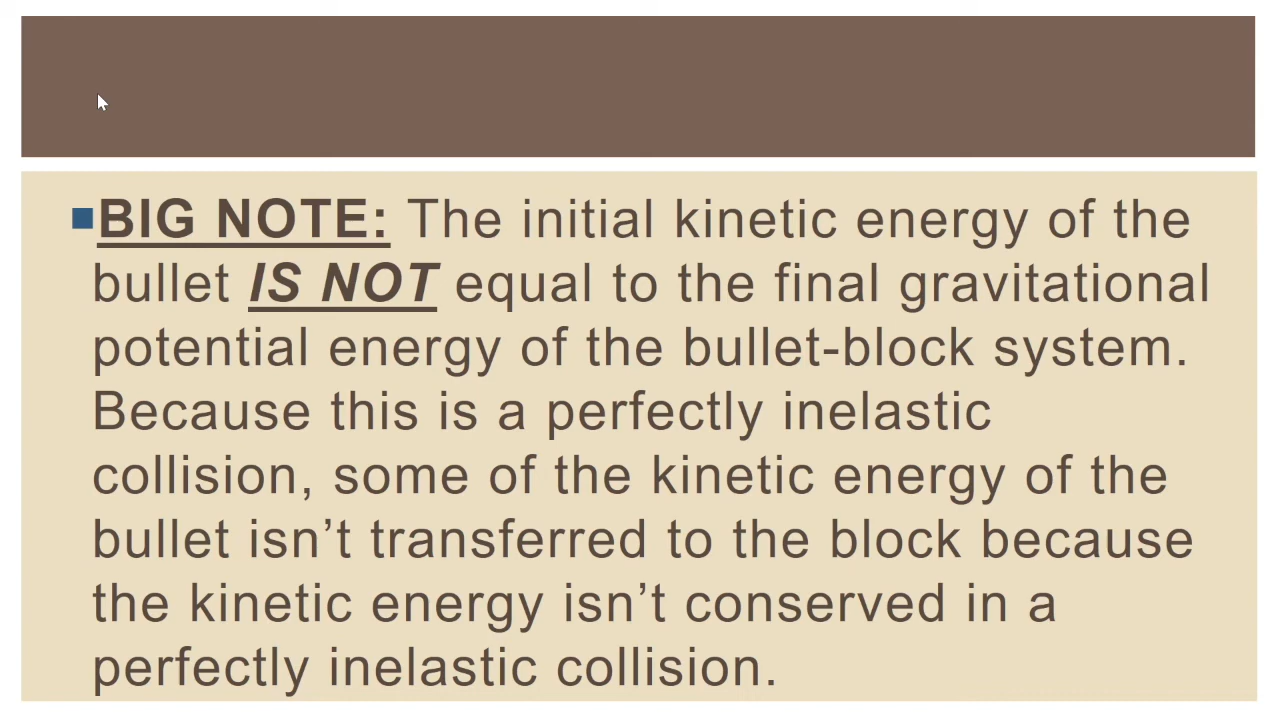 BIG NOTE: The initial kinetic energy of the
bullet IS NOT equal to the final gravitational
potential energy of the bullet-block system.
Because this is a perfectly inelastic
collision, some of the kinetic energy of the
bullet isn’t transferred to the block because
the kinetic energy isn’t conserved in a
perfectly inelastic collision.